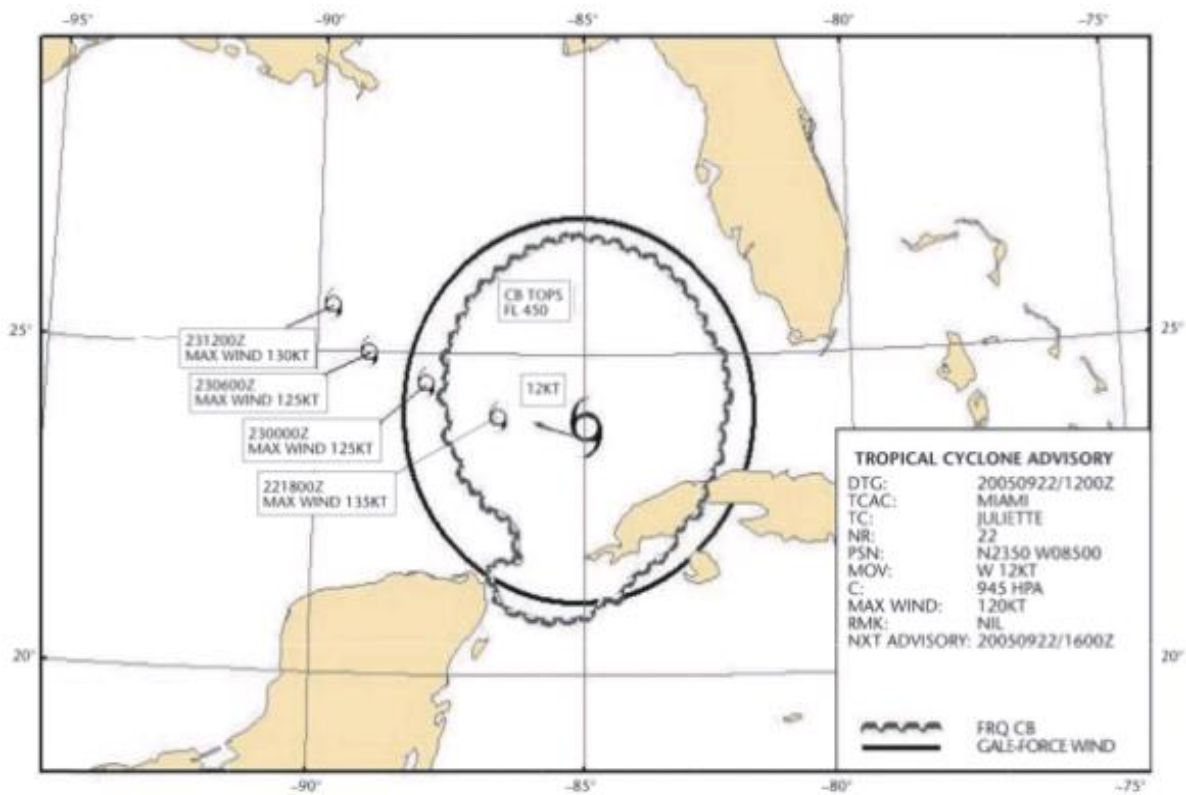 -95° -90° -85° -80° -75°
CB TOPS
FL 450
25° 25°
231200Z
MAX WIND 130KT
230600Z
MAX WIND 125KT
12KT
230000Z
MAX WIND 125KT
221800Z
MAX WIND 135KT
TROPICAL CYCLONE ADVISORY
DTG: 20050922/1200Z
TCAC: MIAMI
TC: JULIETTE
NR: 22
PSN: N2350 W08500
MOV: W 12KT
C: 945 HPA
MAX WIND: 120KT
RMK: NIL
NXT ADVISORY: 20050922/1600Z
20° 20°
FRQ CB
GALE-FORCE WIND
-90° -85° -80° -75°